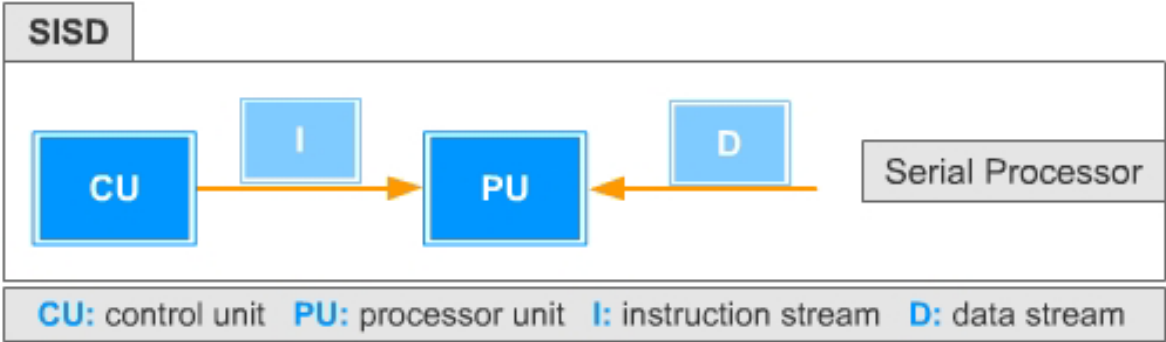 SISD
I
D
CU
PU
Serial Processor
CU: control unit PU: processor unit I: instruction stream D: data stream